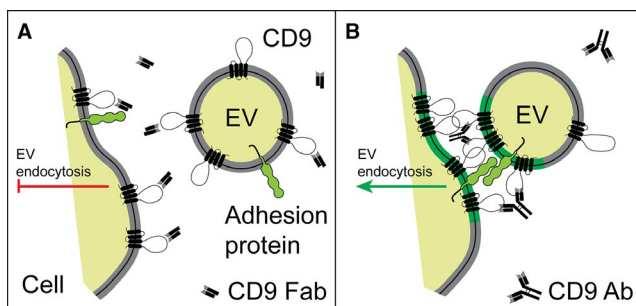 A
CD9
EV
EV
endocytosis
Adhesion
protein
Cell
CD9 Fab
B
EV
EV
endocytosis
CD9 Ab